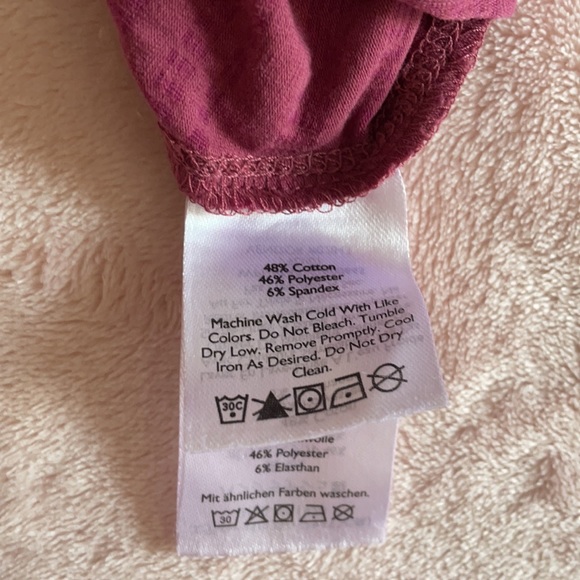 48% Cotton
46% Polyester
6% Spandex
Machine Wash Cold With Like
Colors. Do Not Bleach. Tumble
Dry Low. Remove Promptly. Cool
Iron As Desired. Do Not Dry
Clean.
30C
46% Polyester
6% Elasthan
Mit ähnlichen Farben waschen.
30